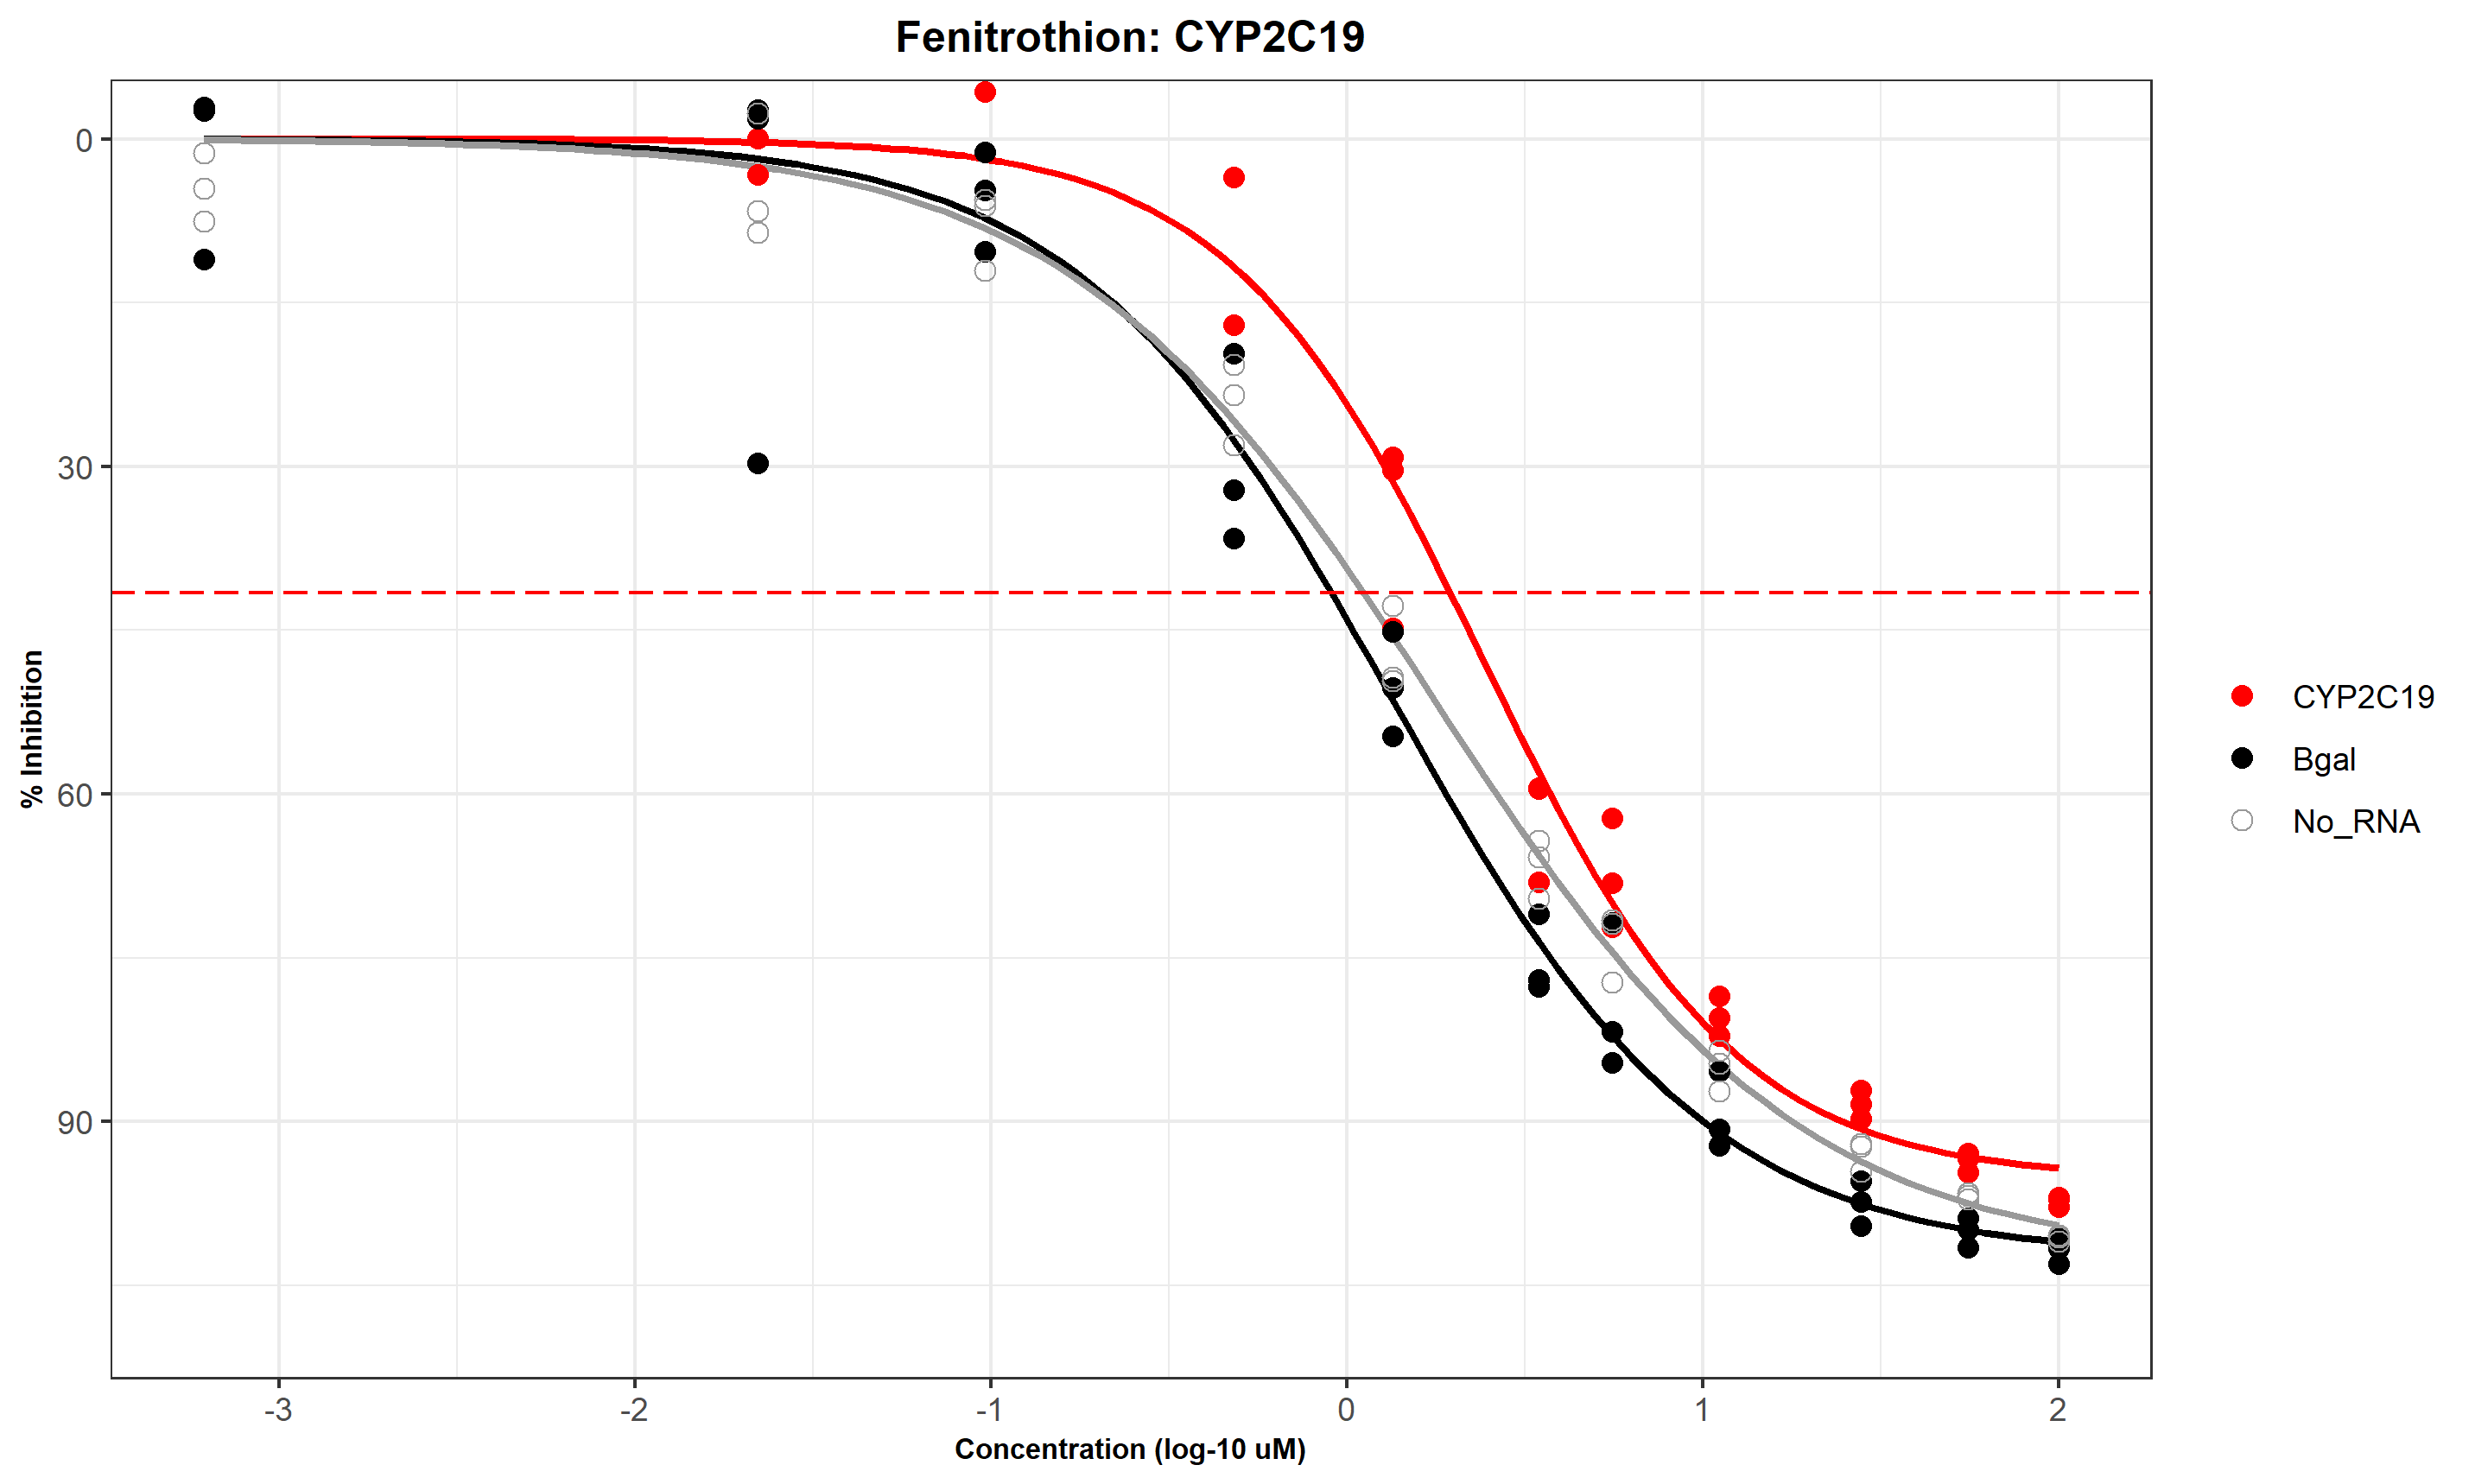 Fenitrothion: CYP2C19
% Inhibition
0
30
60
90
-3
-2
-1
0
1
2
Concentration (log-10 uM)
CYP2C19
Bgal
No_RNA